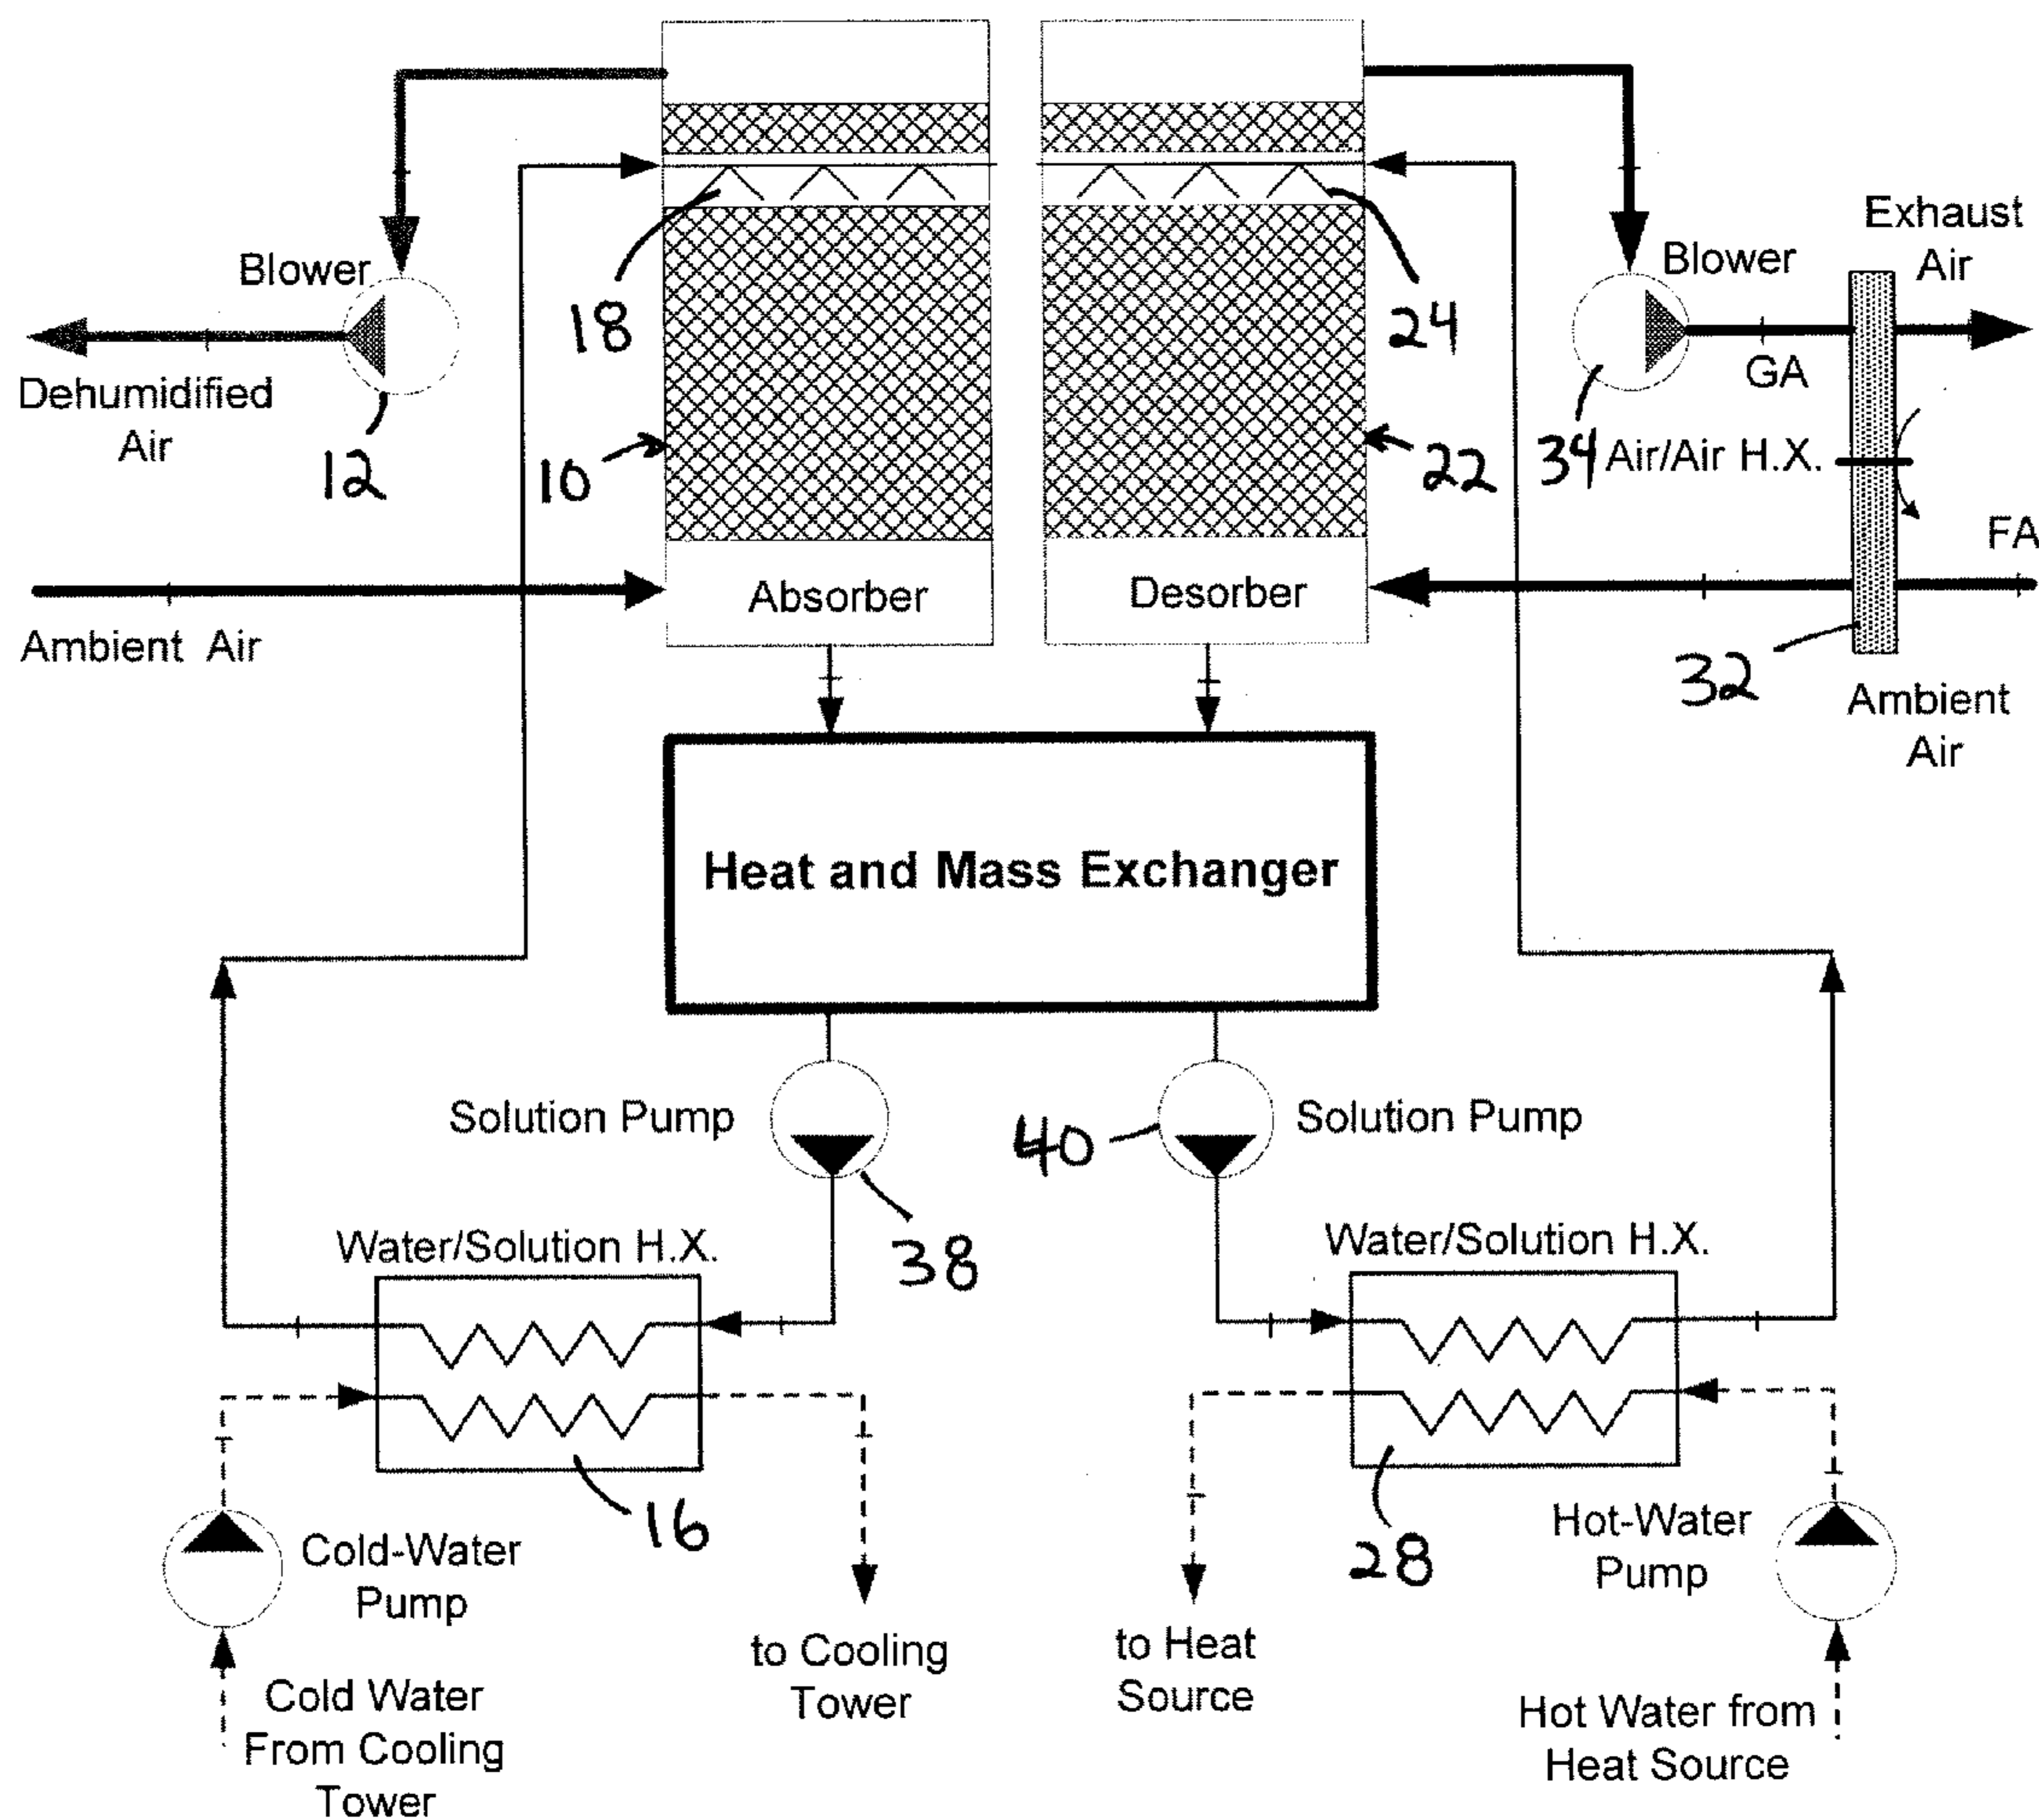 Exhaust
Air
Blower
Blower
18
24
GA
Dehumidified
Air
12
10
22
34
Air/Air H.X.
FA
Absorber
Desorber
Ambient Air
32
Ambient
Air
Heat and Mass Exchanger
Solution Pump
40
Solution Pump
38
Water/Solution H.X.
Water/Solution H.X.
16
28
Cold-Water
Pump
Hot-Water
Pump
to Cooling
Tower
to Heat
Source
Cold Water
From Cooling
Tower
Hot Water from
Heat Source